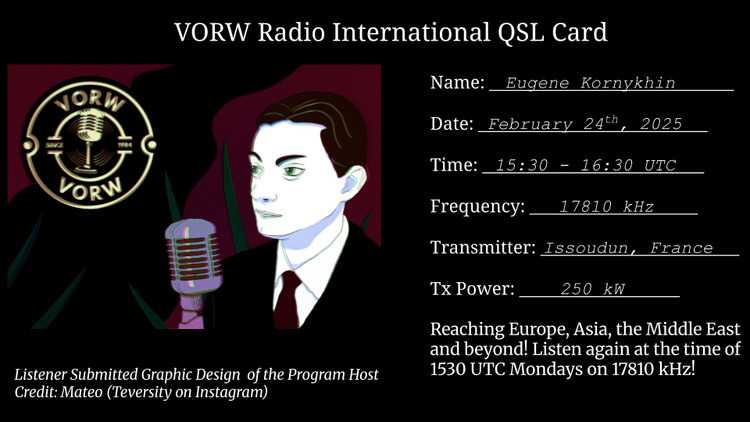 VORW Radio International QSL Card
VORW
SINCE 1984
VORW
Name: Eugene Kornykhin
Date: February 24th, 2025
Time: 15:30 - 16:30 UTC
Frequency: 17810 kHz
Transmitter: Issoudun, France
Tx Power: 250 kW
Reaching Europe, Asia, the Middle East
and beyond! Listen again at the time of
1530 UTC Mondays on 17810 kHz!
Listener Submitted Graphic Design of the Program Host
Credit: Mateo (Teversity on Instagram)